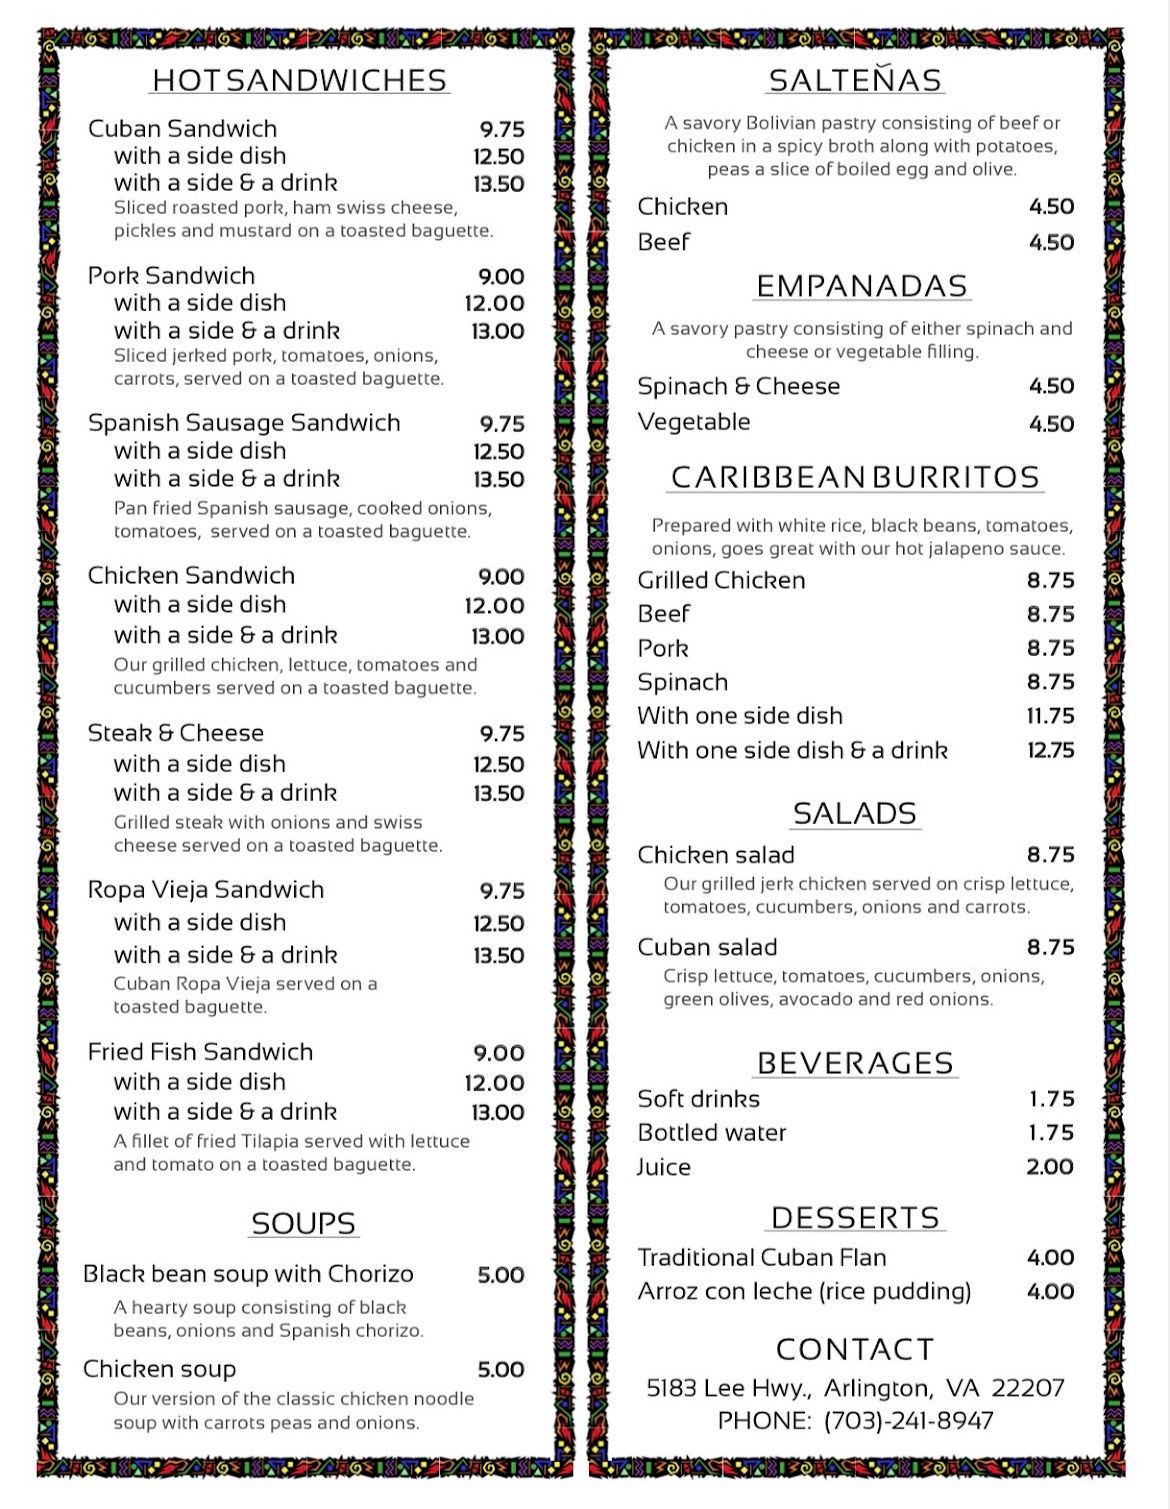 HOT SANDWICHES
Cuban Sandwich 9.75
with a side dish 12.50
with a side & a drink 13.50
Sliced roasted pork, ham swiss cheese,
pickles and mustard on a toasted baguette.
Pork Sandwich 9.00
with a side dish 12.00
with a side & a drink 13.00
Sliced jerked pork, tomatoes, onions,
carrots, served on a toasted baguette.
Spanish Sausage Sandwich 9.75
with a side dish 12.50
with a side & a drink 13.50
Pan fried Spanish sausage, cooked onions,
tomatoes, served on a toasted baguette.
Chicken Sandwich 9.00
with a side dish 12.00
with a side & a drink 13.00
Our grilled chicken, lettuce, tomatoes and
cucumbers served on a toasted baguette.
Steak & Cheese 9.75
with a side dish 12.50
with a side & a drink 13.50
Grilled steak with onions and swiss
cheese served on a toasted baguette.
Ropa Vieja Sandwich 9.75
with a side dish 12.50
with a side & a drink 13.50
Cuban Ropa Vieja served on a
toasted baguette.
Fried Fish Sandwich 9.00
with a side dish 12.00
with a side & a drink 13.00
A fillet of fried Tilapia served with lettuce
and tomato on a toasted baguette.
SOUPS
Black bean soup with Chorizo 5.00
A hearty soup consisting of black
beans, onions and Spanish chorizo.
Chicken soup 5.00
Our version of the classic chicken noodle
soup with carrots peas and onions.
SALTEŇAS
A savory Bolivian pastry consisting of beef or
chicken in a spicy broth along with potatoes,
peas a slice of boiled egg and olive.
Chicken 4.50
Beef 4.50
EMPANADAS
A savory pastry consisting of either spinach and
cheese or vegetable filling.
Spinach & Cheese 4.50
Vegetable 4.50
CARIBBEAN BURRITOS
Prepared with white rice, black beans, tomatoes,
onions, goes great with our hot jalapeno sauce.
Grilled Chicken 8.75
Beef 8.75
Pork 8.75
Spinach 8.75
With one side dish 11.75
With one side dish & a drink 12.75
SALADS
Chicken salad 8.75
Our grilled jerk chicken served on crisp lettuce,
tomatoes, cucumbers, onions and carrots.
Cuban salad 8.75
Crisp lettuce, tomatoes, cucumbers, onions,
green olives, avocado and red onions.
BEVERAGES
Soft drinks 1.75
Bottled water 1.75
Juice 2.00
DESSERTS
Traditional Cuban Flan 4.00
Arroz con leche (rice pudding) 4.00
CONTACT
5183 Lee Hwy., Arlington, VA 22207
PHONE: (703)-241-8947